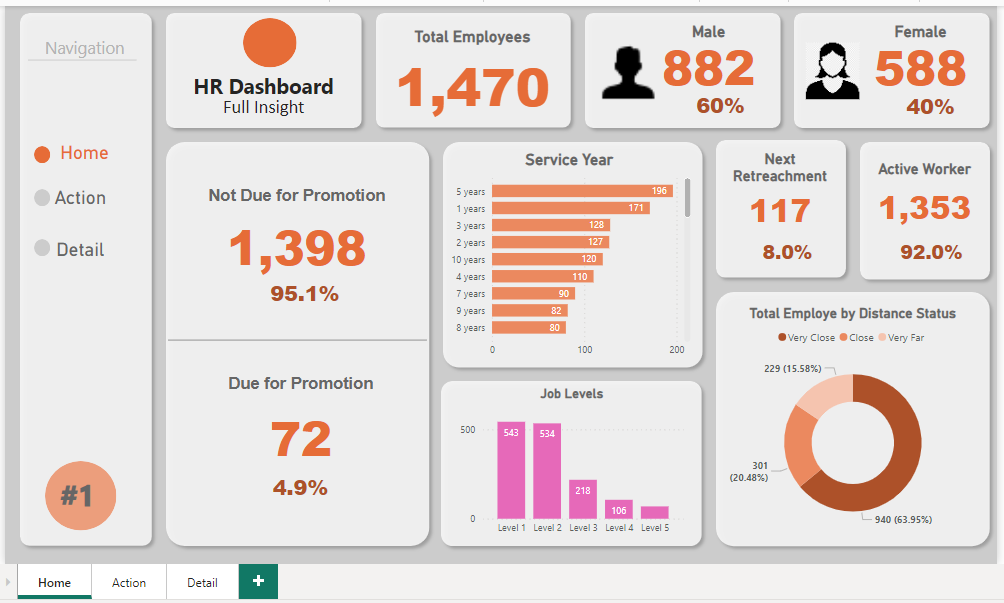 Navigation
Home
Action
Detail
#1
HR Dashboard
Full Insight
Total Employees
1,470
Male
882
60%
Female
588
40%
Not Due for Promotion
1,398
95.1%
Due for Promotion
72
4.9%
Service Year
5 years 196
1 years 171
3 years 128
2 years 127
10 years 120
4 years 110
7 years 90
9 years 82
8 years 80
0 100 200
Job Levels
500
543 534 218 106
0
Level 1 Level 2 Level 3 Level 4 Level 5
Next
Retreachment
117
8.0%
Active Worker
1,353
92.0%
Total Employe by Distance Status
Very Close Close Very Far
229 (15.58%)
301
(20.48%)
940 (63.95%)
Home Action Detail +